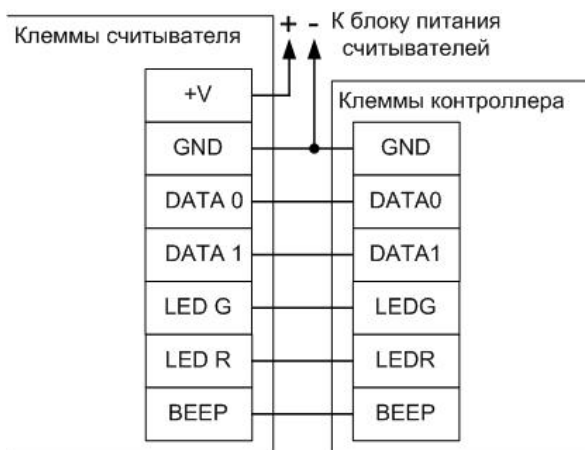 Клеммы считывателя
+ - К блоку питания
считывателей
Клеммы контроллера
+V
GND
GND
DATA 0
DATA0
DATA 1
DATA1
LED G
LEDG
LED R
LEDR
BEEP
BEEP